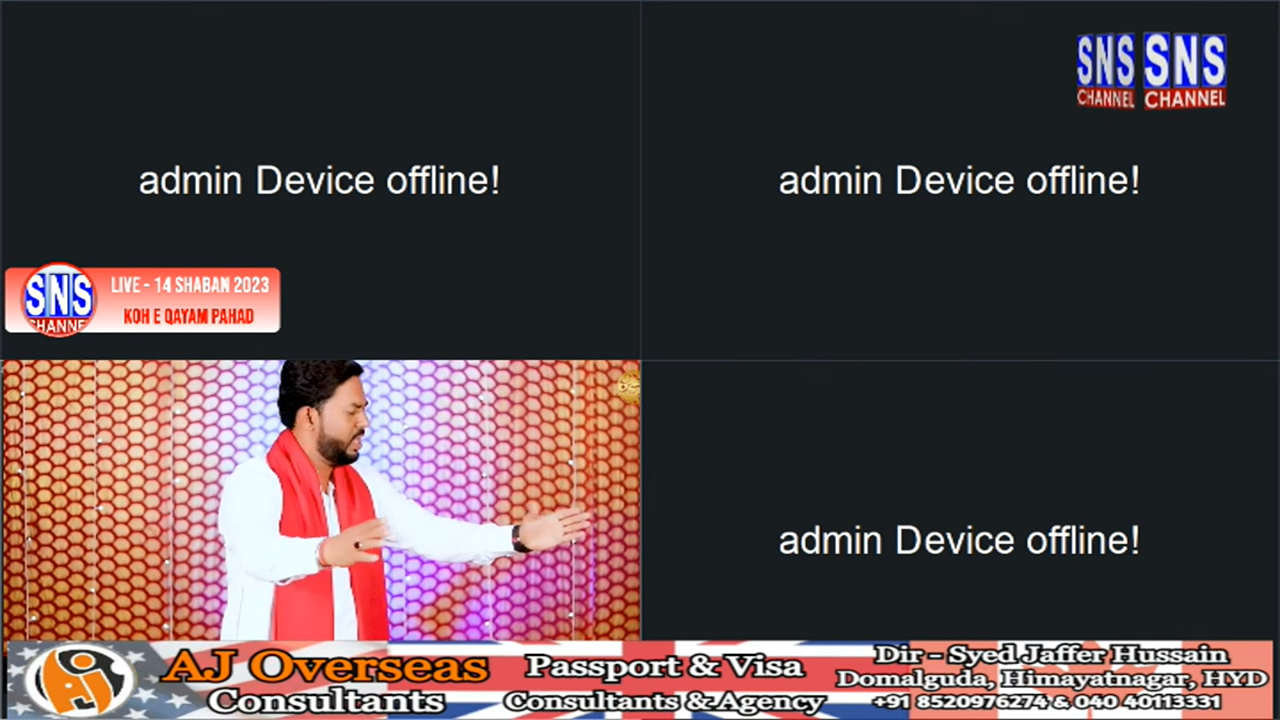 SNS SNS
CHANNEL CHANNEL
admin Device offline!
admin Device offline!
SNS
CHANNE
LIVE - 14 SHABAN 2023
KOH E QAYAM PAHAD
admin Device offline!
AJ Overseas
Consultants
Passport & Visa
Consultants & Agency
Dir - Syed Jaffer Hussain
Domalguda, Himayatnagar, HYD
+91 8520976274 & 040 40113331